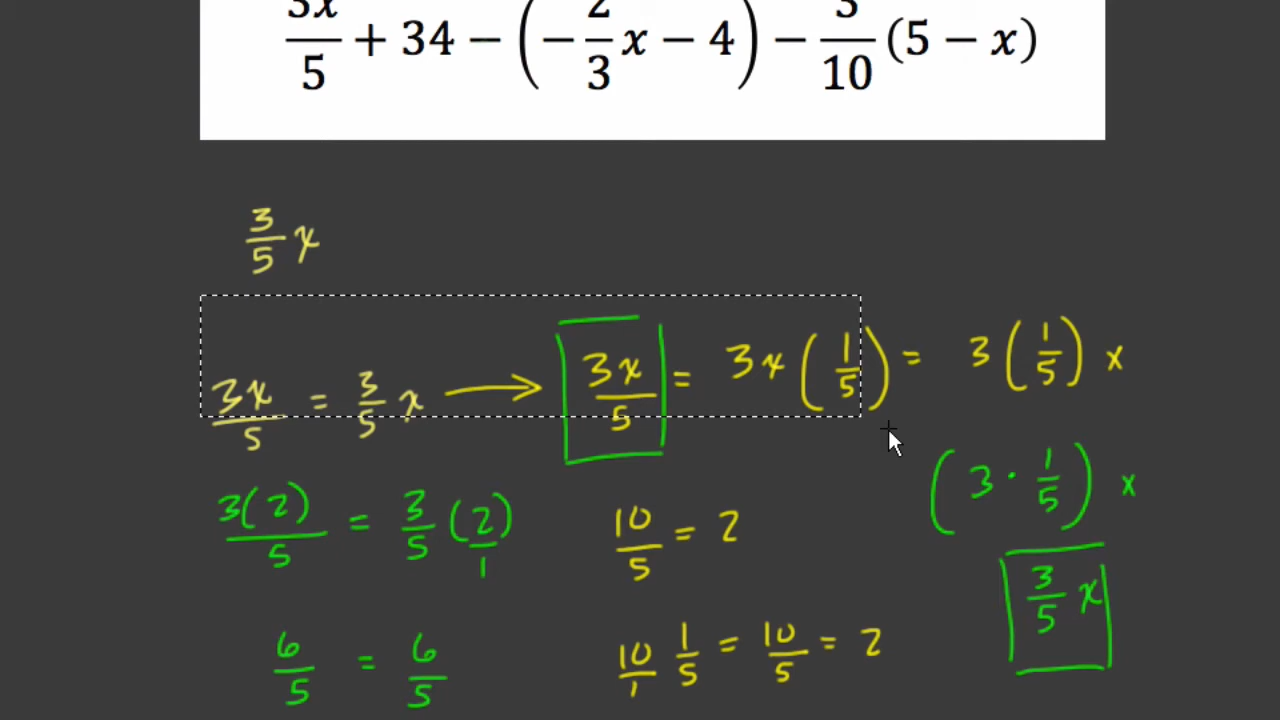 3x/5 + 34 − (−2/3 x − 4) − 3/10 (5 − x)
3/5 x
3x/5 = 3/5 x → 3x/5 = 3x (1/5) = 3 (1/5) x
(3 · 1/5) x
3(2)/5 = 3/5 (2/1)
10/5 = 2
3/5 x
6/5 = 6/5
10/1 1/5 = 10/5 = 2